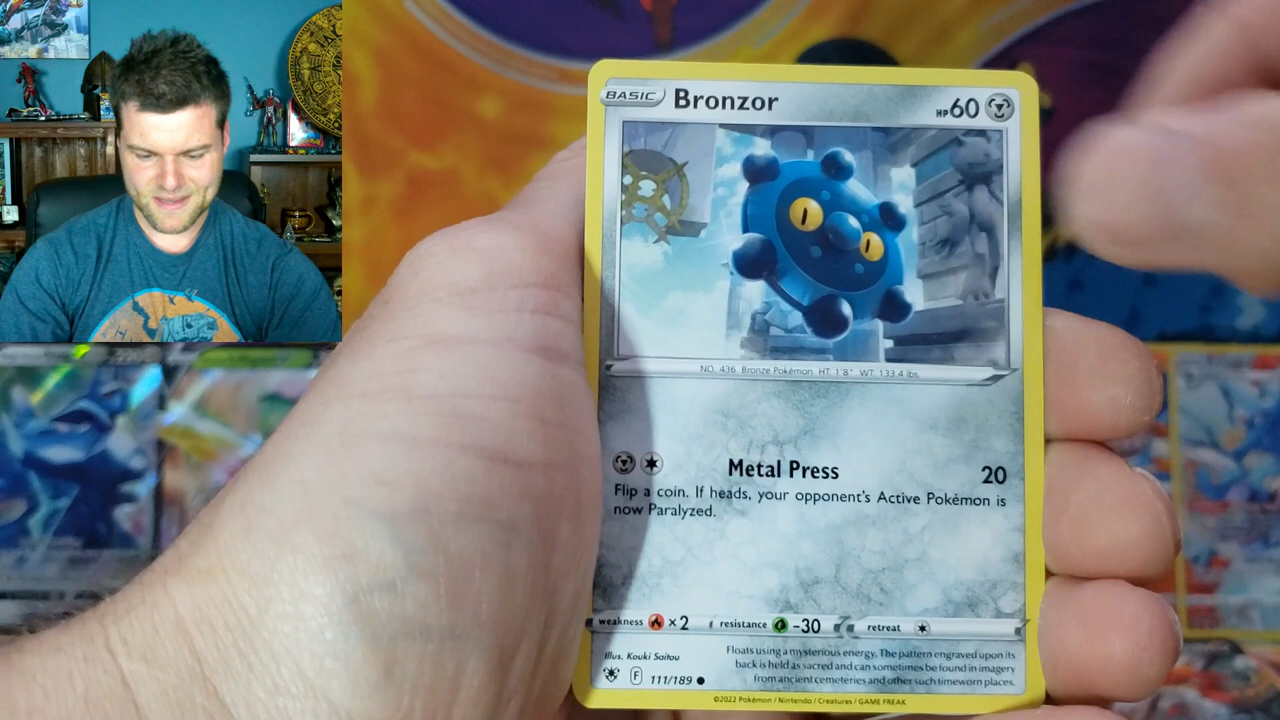 BASIC Bronzor HP 60
NO. 436 Bronze Pokémon HT: 1'8" WT: 133.4 lbs.
Metal Press 20
Flip a coin. If heads, your opponent's Active Pokémon is
now Paralyzed.
weakness ×2 resistance -30 retreat
Illus. Kouki Saitou
Floats using a mysterious energy. The pattern engraved upon its
back is held as sacred and can sometimes be found in imagery
from ancient cemeteries and other such timeworn places.
F 111/189
©2022 Pokémon / Nintendo / Creatures / GAME FREAK